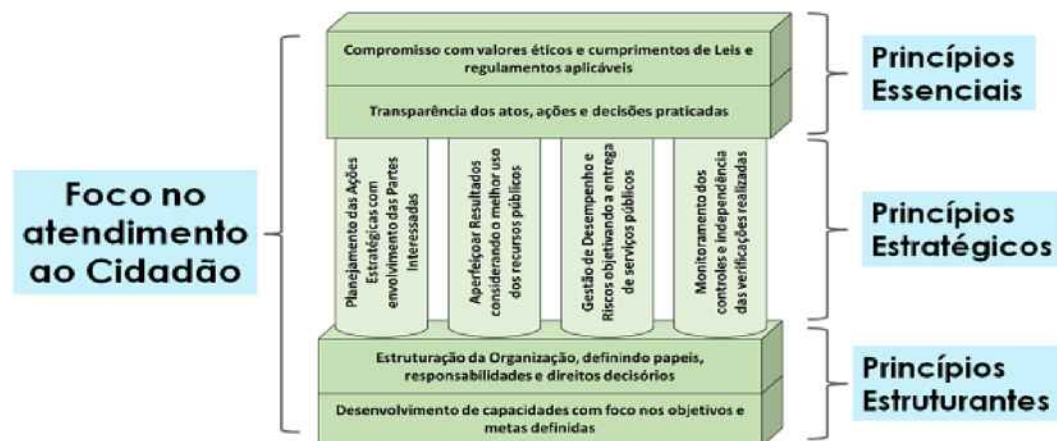 Foco no
atendimento
ao Cidadão
Compromisso com valores éticos e cumprimentos de Leis e
regulamentos aplicáveis
Transparência dos atos, ações e decisões praticadas
Planejamento das Ações
Estratégicas com
envolvimento das Partes
Interessadas
Aperfeiçoar Resultados
considerando o melhor uso
dos recursos públicos
Gestão de Desempenho e
Riscos objetivando a entrega
de serviços públicos
Monitoramento dos
controles e independência
das verificações realizadas
Estruturação da Organização, definindo papeis,
responsabilidades e direitos decisórios
Desenvolvimento de capacidades com foco nos objetivos e
metas definidas
Princípios
Essenciais
Princípios
Estratégicos
Princípios
Estruturantes